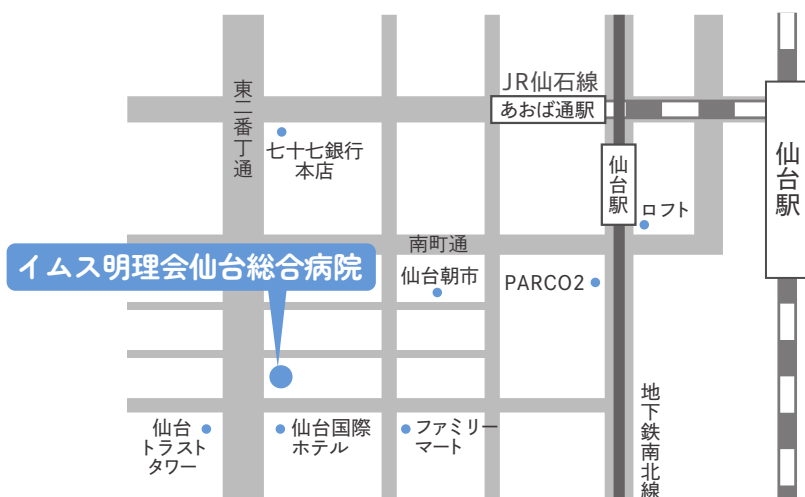 JR仙石線
あおば通駅
東二番丁通
七十七銀行
本店
仙台駅
仙台駅
ロフト
南町通
イムス明理会仙台総合病院
仙台朝市
PARCO2
地下鉄南北線
仙台
トラスト
タワー
仙台国際
ホテル
ファミリー
マート